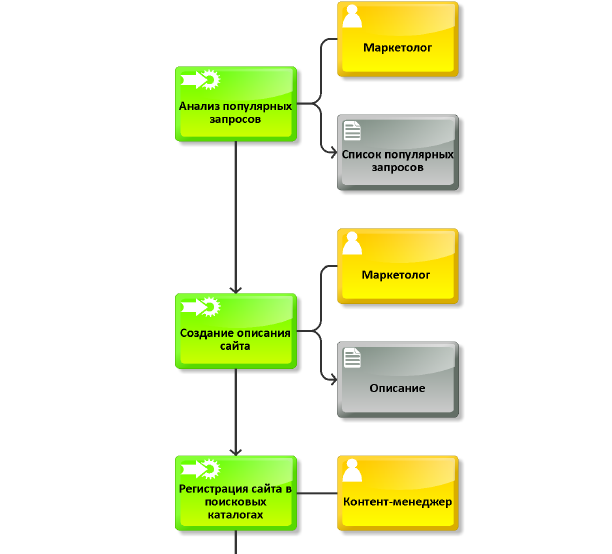 Маркетолог
Анализ популярных
запросов
Список популярных
запросов
Маркетолог
Создание описания
сайта
Описание
Регистрация сайта в
поисковых
каталогах
Контент-менеджер